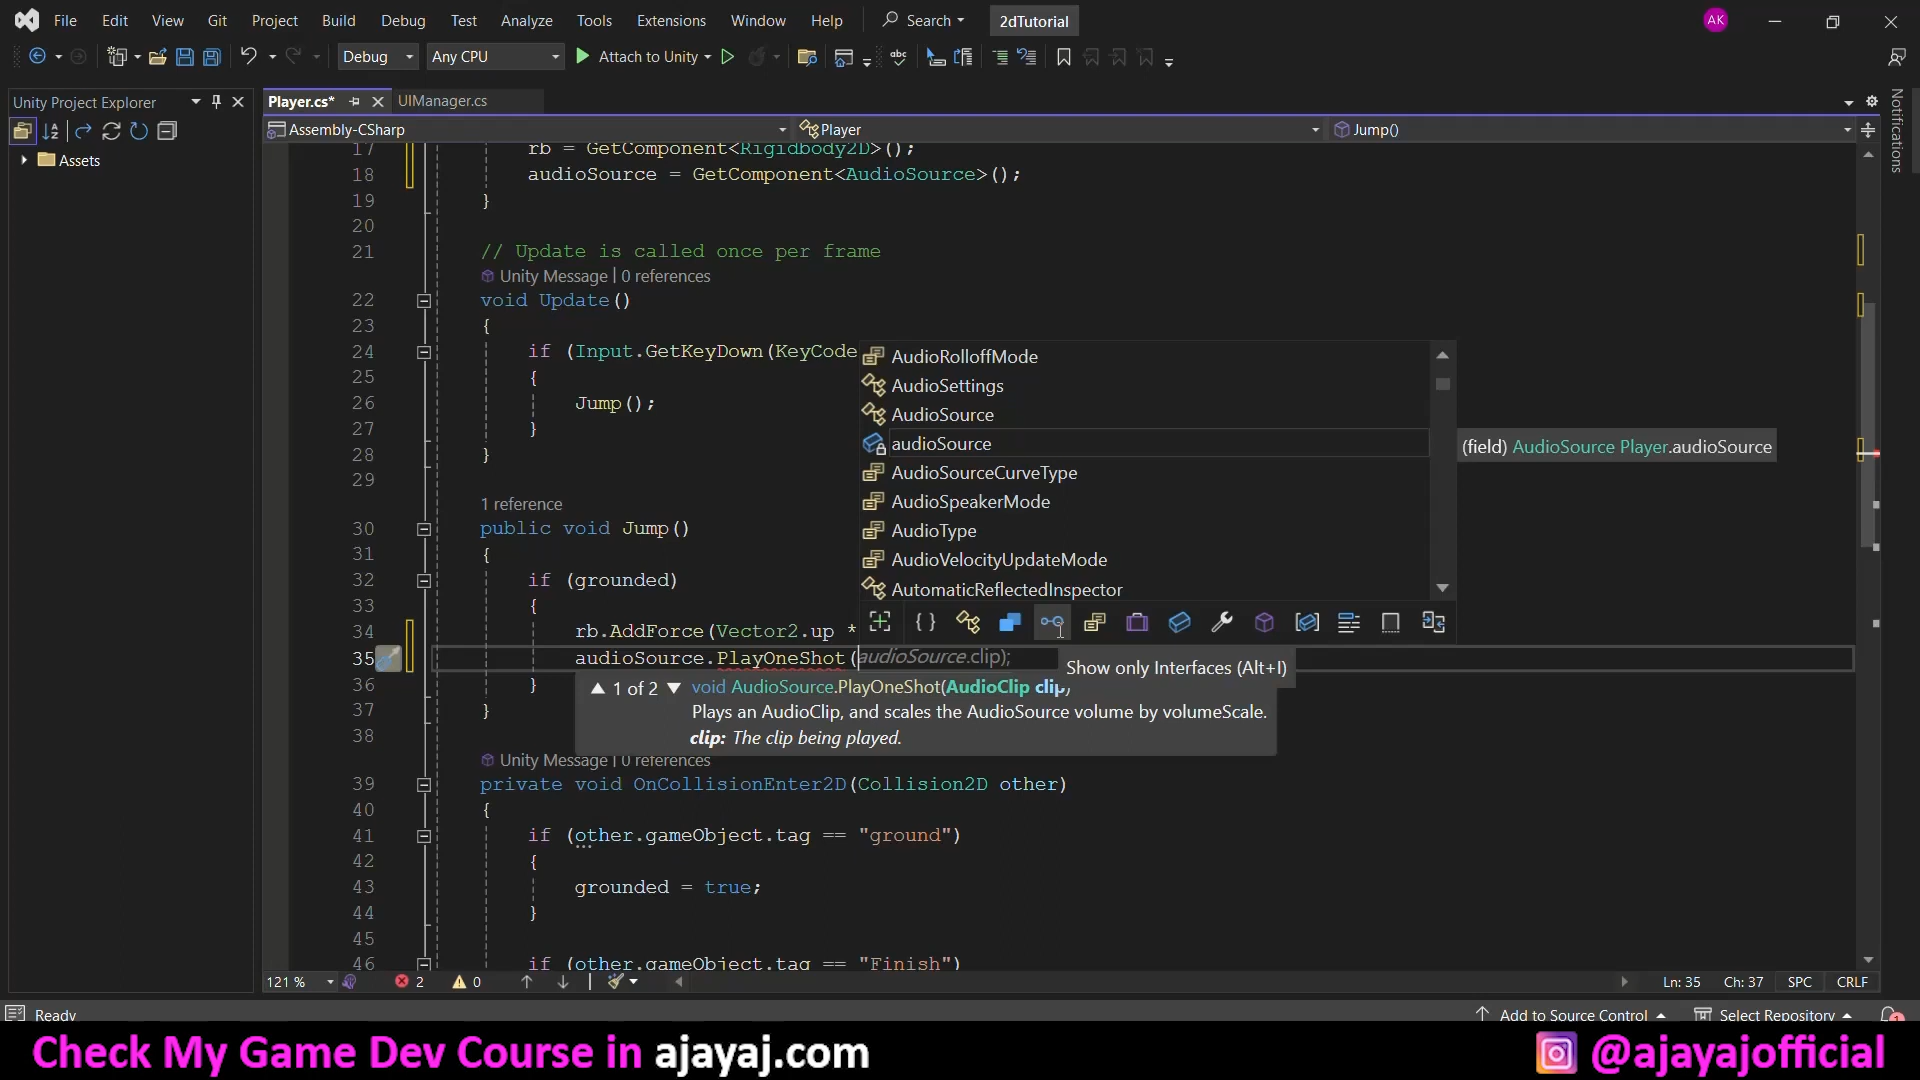 File Edit View Git Project Build Debug Test Analyze Tools Extensions Window Help Search 2dTutorial AK
Debug Any CPU Attach to Unity
Unity Project Explorer
Assets
Player.cs* UIManager.cs
Assembly-CSharp Player Jump()
17 rb = GetComponent<Rigidbody2D>();
18 audioSource = GetComponent<AudioSource>();
19 }
20
21 // Update is called once per frame
Unity Message | 0 references
22 void Update()
23 {
24 if (Input.GetKeyDown(KeyCode
25 {
26 Jump();
27 }
28 }
29
1 reference
30 public void Jump()
31 {
32 if (grounded)
33 {
34 rb.AddForce(Vector2.up *
35 audioSource.PlayOneShot(audioSource.clip);
36 }
37 }
38
Unity Message | 0 references
39 private void OnCollisionEnter2D(Collision2D other)
40 {
41 if (other.gameObject.tag == "ground")
42 {
43 grounded = true;
44 }
45
46 if (other.gameObject.tag == "Finish")
AudioRolloffMode
AudioSettings
AudioSource
audioSource
AudioSourceCurveType
AudioSpeakerMode
AudioType
AudioVelocityUpdateMode
AutomaticReflectedInspector
(field) AudioSource Player.audioSource
Show only Interfaces (Alt+I)
1 of 2 void AudioSource.PlayOneShot(AudioClip clip)
Plays an AudioClip, and scales the AudioSource volume by volumeScale.
clip: The clip being played.
Notifications
121 % 2 0 Ln: 35 Ch: 37 SPC CRLF
Ready Add to Source Control Select Repository 1
Check My Game Dev Course in ajayaj.com @ajayajofficial